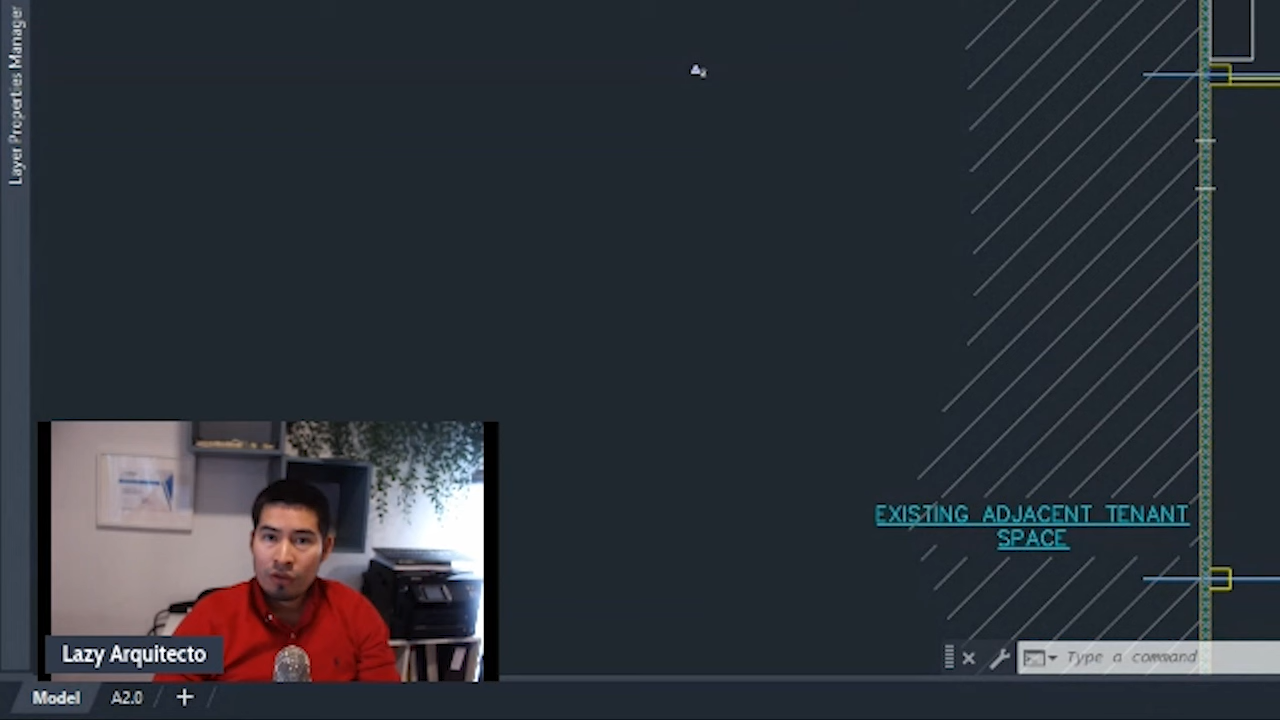 Layer Properties Manager
EXISTING ADJACENT TENANT
SPACE
Lazy Arquitecto
Type a command
Model
A2.0